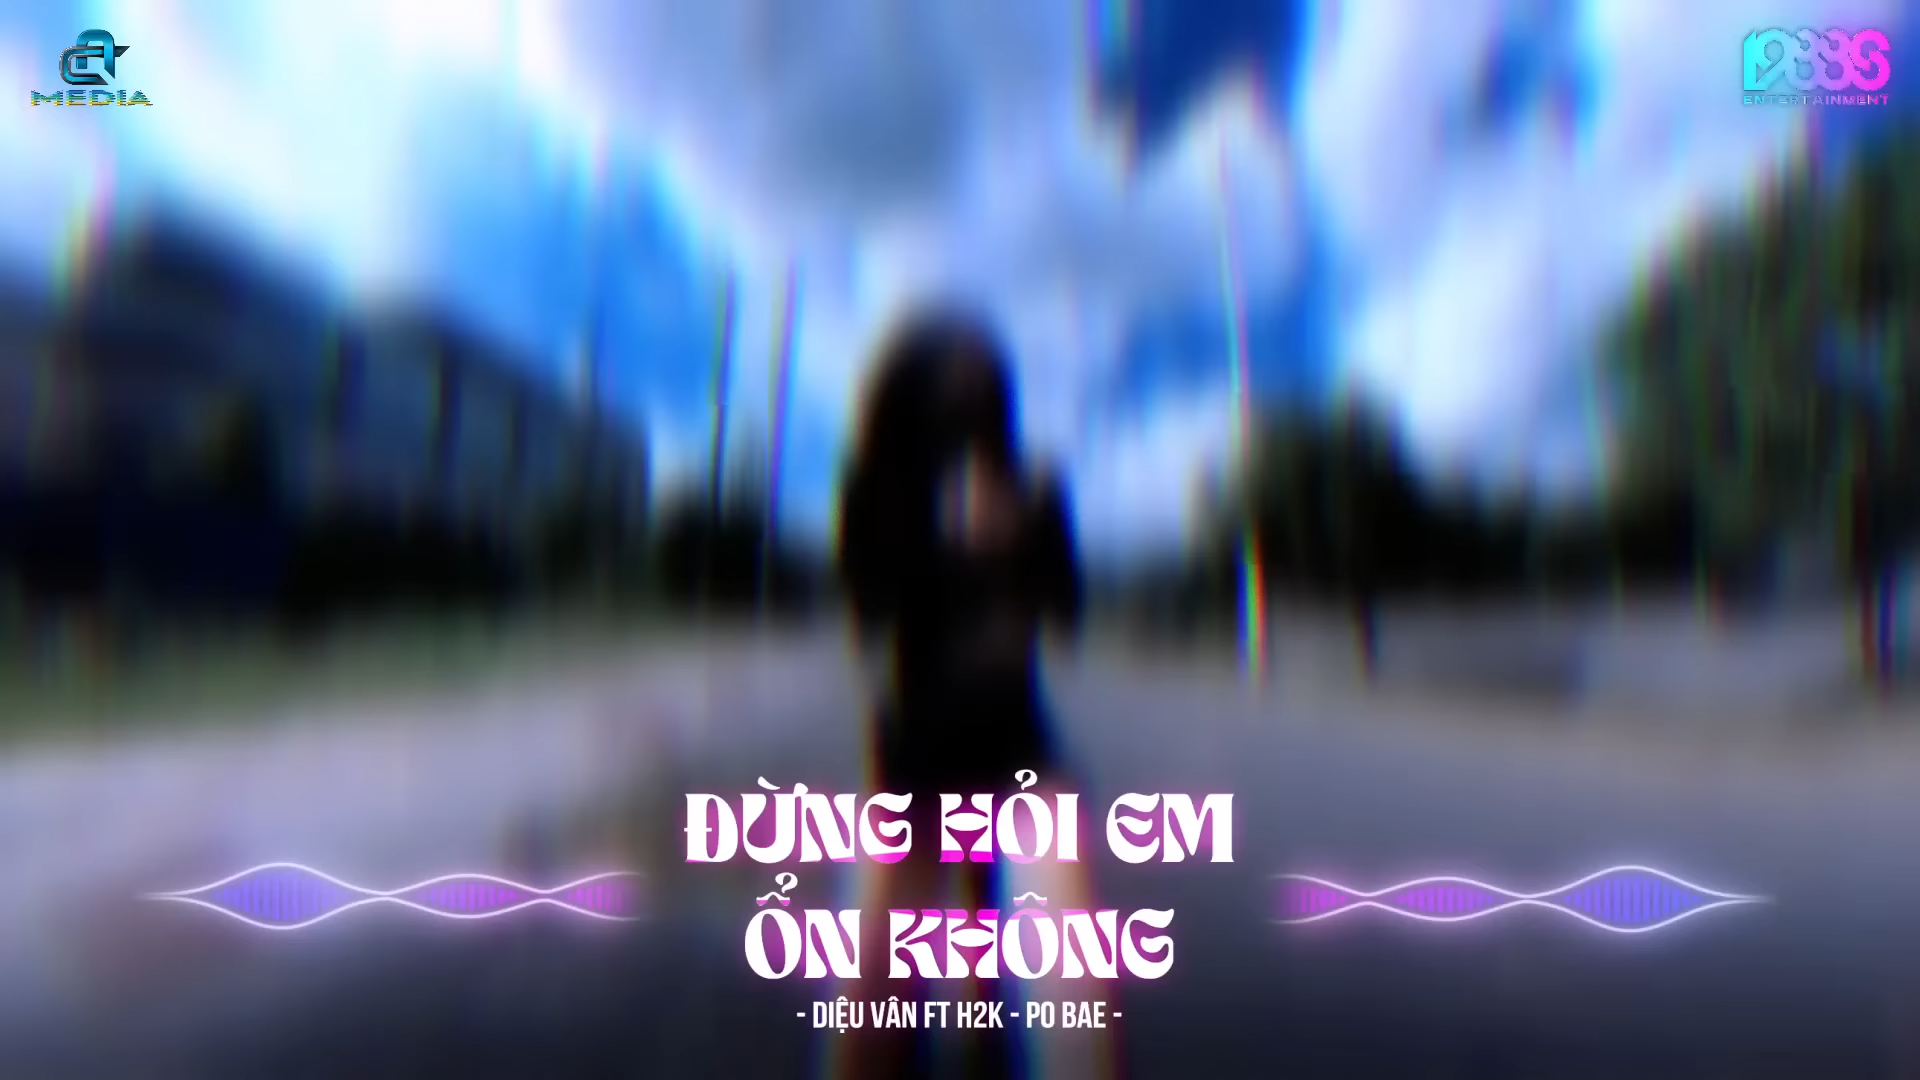 MEDIA
1988S
ENTERTAINMENT
ĐỪNG HỎI EM
ỔN KHÔNG
- DIỆU VÂN FT H2K - PO BAE -